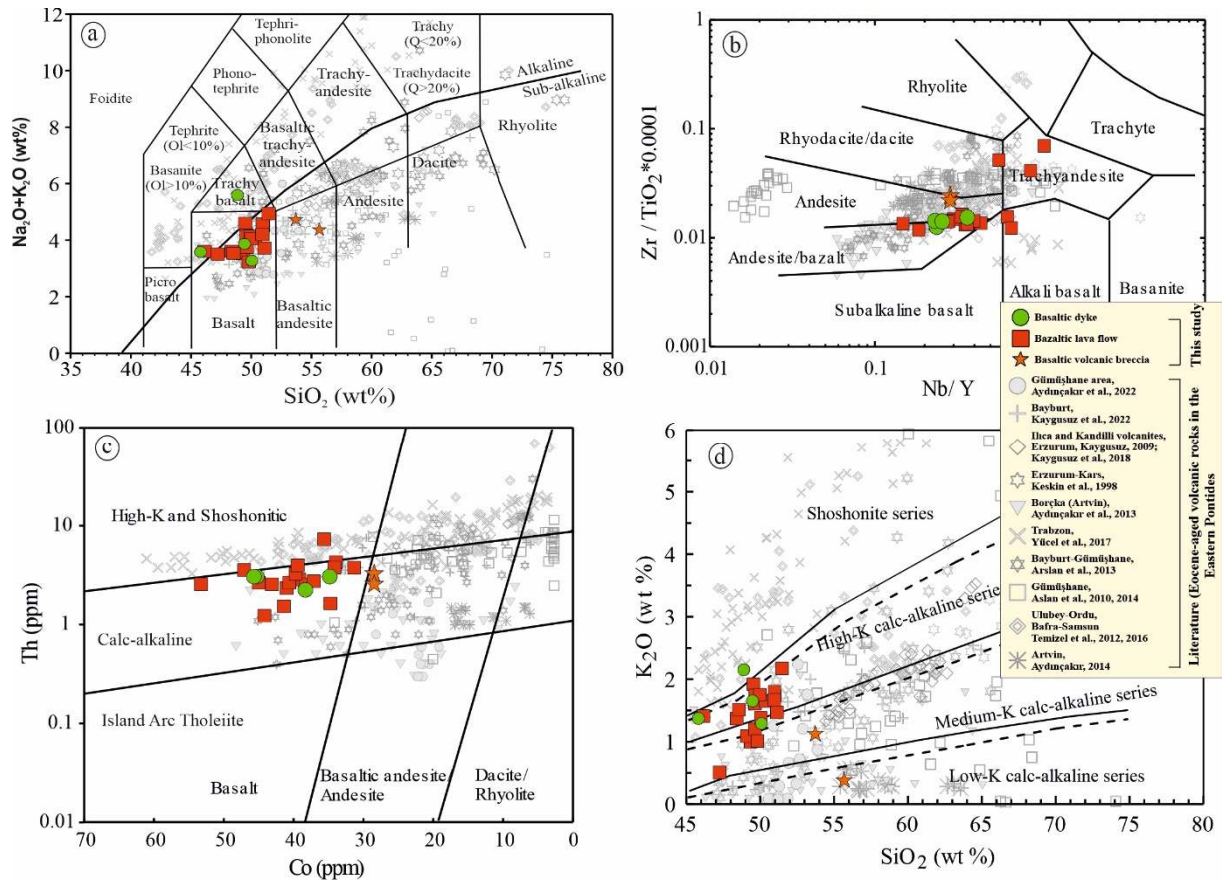 a
12
10
8
6
4
2
0
Na₂O+K₂O (wt%)
35
40
45
50
55
60
65
70
75
80
SiO₂ (wt%)
Foidite
Tephri-
phonolite
Phono-
tephrite
Tephrite
(Ol<10%)
Basanite
(Ol>10%)
Picro
basalt
Trachy
basalt
Basaltic
trachy-
andesite
Trachy-
andesite
Trachy
(Q<20%)
Trachydacite
(Q>20%)
Alkaline
Sub-alkaline
Rhyolite
Dacite
Andesite
Basaltic
andesite
Basalt
b
1
0.1
0.01
0.001
Zr / TiO₂*0.0001
0.01
0.1
80
Nb/ Y
Rhyolite
Rhyodacite/dacite
Trachyte
Trachyandesite
Andesite
Andesite/bazalt
Subalkaline basalt
Alkali basalt
Basanite
c
100
10
1
0.1
0.01
Th (ppm)
70
60
50
40
30
20
10
0
Co (ppm)
High-K and Shoshonitic
Calc-alkaline
Island Arc Tholeiite
Basalt
Basaltic andesite/
Andesite
Dacite/
Rhyolite
d
6
5
4
3
2
1
0
K₂O (wt %)
45
50
55
60
65
70
75
80
SiO₂ (wt %)
Shoshonite series
High-K calc-alkaline serie
Medium-K calc-alkaline series
Low-K calc-alkaline series
Basaltic dyke
Bazaltic lava flow
Basaltic volcanic breccia
This study
Gümüşhane area,
Aydınçakır et al., 2022
Bayburt,
Kaygusuz et al., 2022
Ilıca and Kandilli volcanites,
Erzurum, Kaygusuz, 2009;
Kaygusuz et al., 2018
Erzurum-Kars,
Keskin et al., 1998
Borçka (Artvin),
Aydınçakır et al., 2013
Trabzon,
Yücel et al., 2017
Bayburt-Gümüşhane,
Arslan et al., 2013
Gümüşhane,
Aslan et al., 2010, 2014
Ulubey-Ordu,
Bafra-Samsun
Temizel et al., 2012, 2016
Artvin,
Aydınçakır, 2014
Literature (Eocene-aged volcanic rocks in the
Eastern Pontides